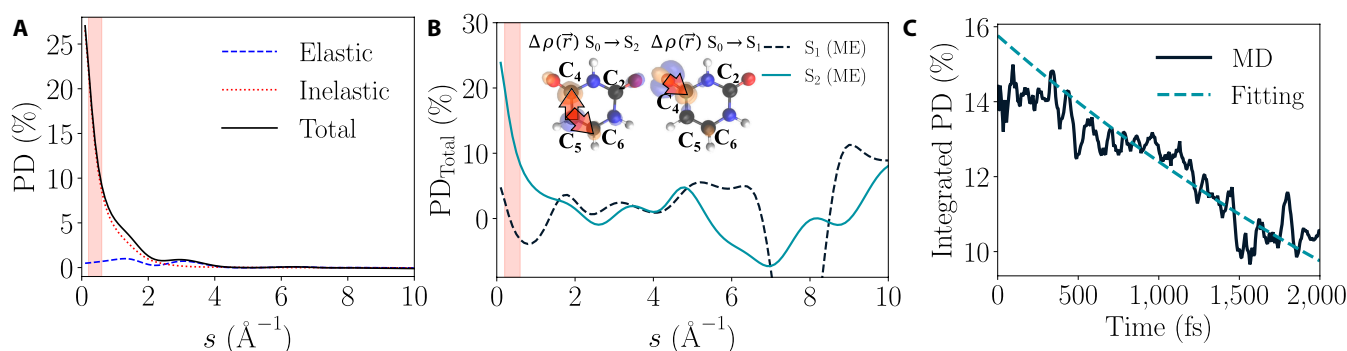 A
PD (%)
25
20
15
10
5
0
0
2
4
6
8
10
s (Å⁻¹)
Elastic
Inelastic
Total
B
PD_Total (%)
30
20
10
0
0
2
4
6
8
10
s (Å⁻¹)
Δρ(r⃗) S₀→S₂
Δρ(r⃗) S₀→S₁
S₁ (ME)
S₂ (ME)
C₄
C₂
C₅
C₆
C₂
C₄
C₅
C₆
C
Integrated PD (%)
16
14
12
10
0
500
1,000
1,500
2,000
Time (fs)
MD
Fitting